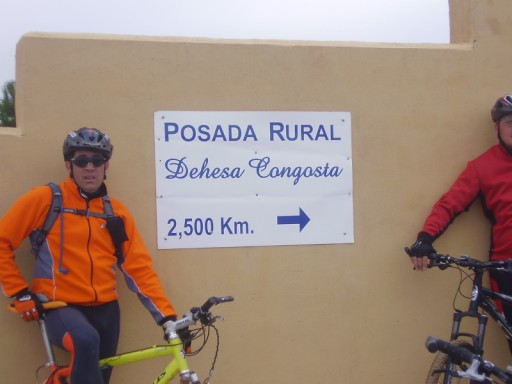 POSADA RURAL
Dehesa Congosta
2,500 Km.